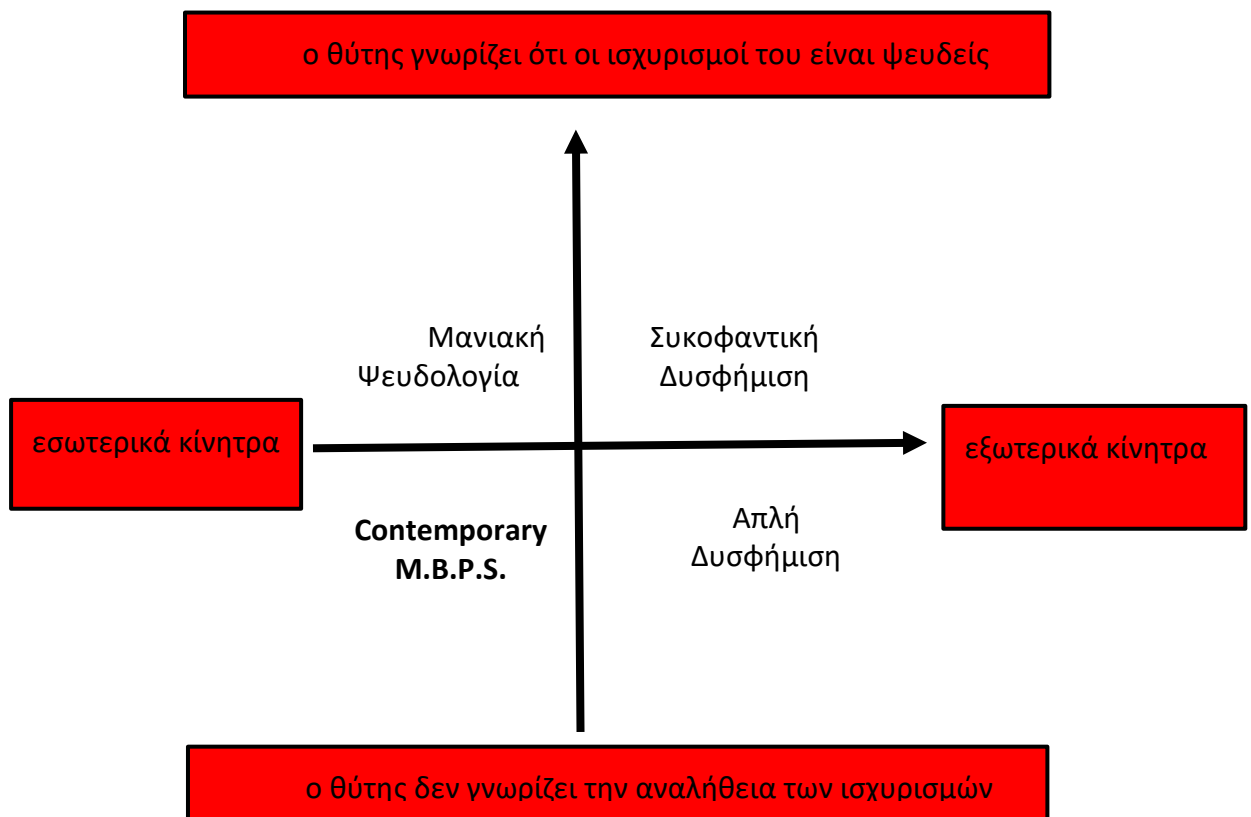 ο θύτης γνωρίζει ότι οι ισχυρισμοί του είναι ψευδείς
Μανιακή
Ψευδολογία
Συκοφαντική
Δυσφήμιση
εσωτερικά κίνητρα
εξωτερικά κίνητρα
Contemporary
M.B.P.S.
Απλή
Δυσφήμιση
ο θύτης δεν γνωρίζει την αναλήθεια των ισχυρισμών